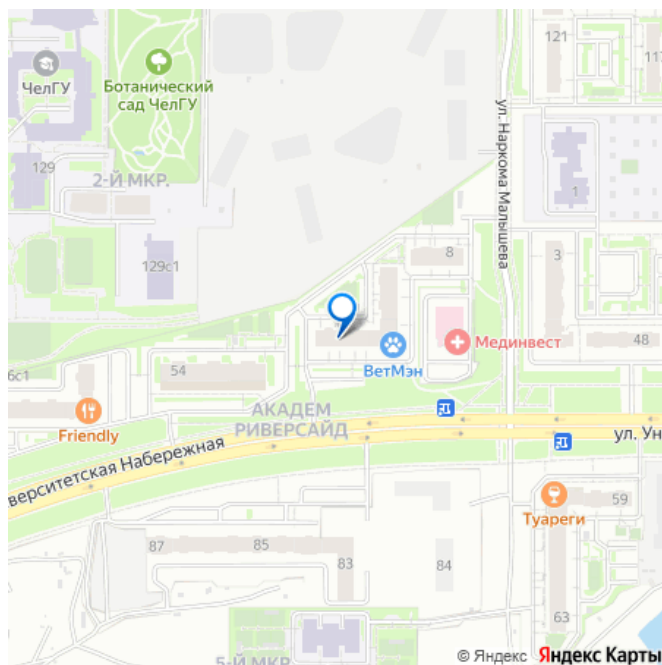 121
117
ЧелГУ
Ботанический
сад ЧелГУ
ул. Наркома Малышева
129
2-Й МКР.
1
129с1
8
3
Мединвест
48
ВетМэн
54
6с1
АКАДЕМ
РИВЕРСАЙД
Friendly
ул. Ун
верситетская Набережная
59
Туареги
87
85
83
84
63
5-Й МКР.
© Яндекс Яндекс Карты